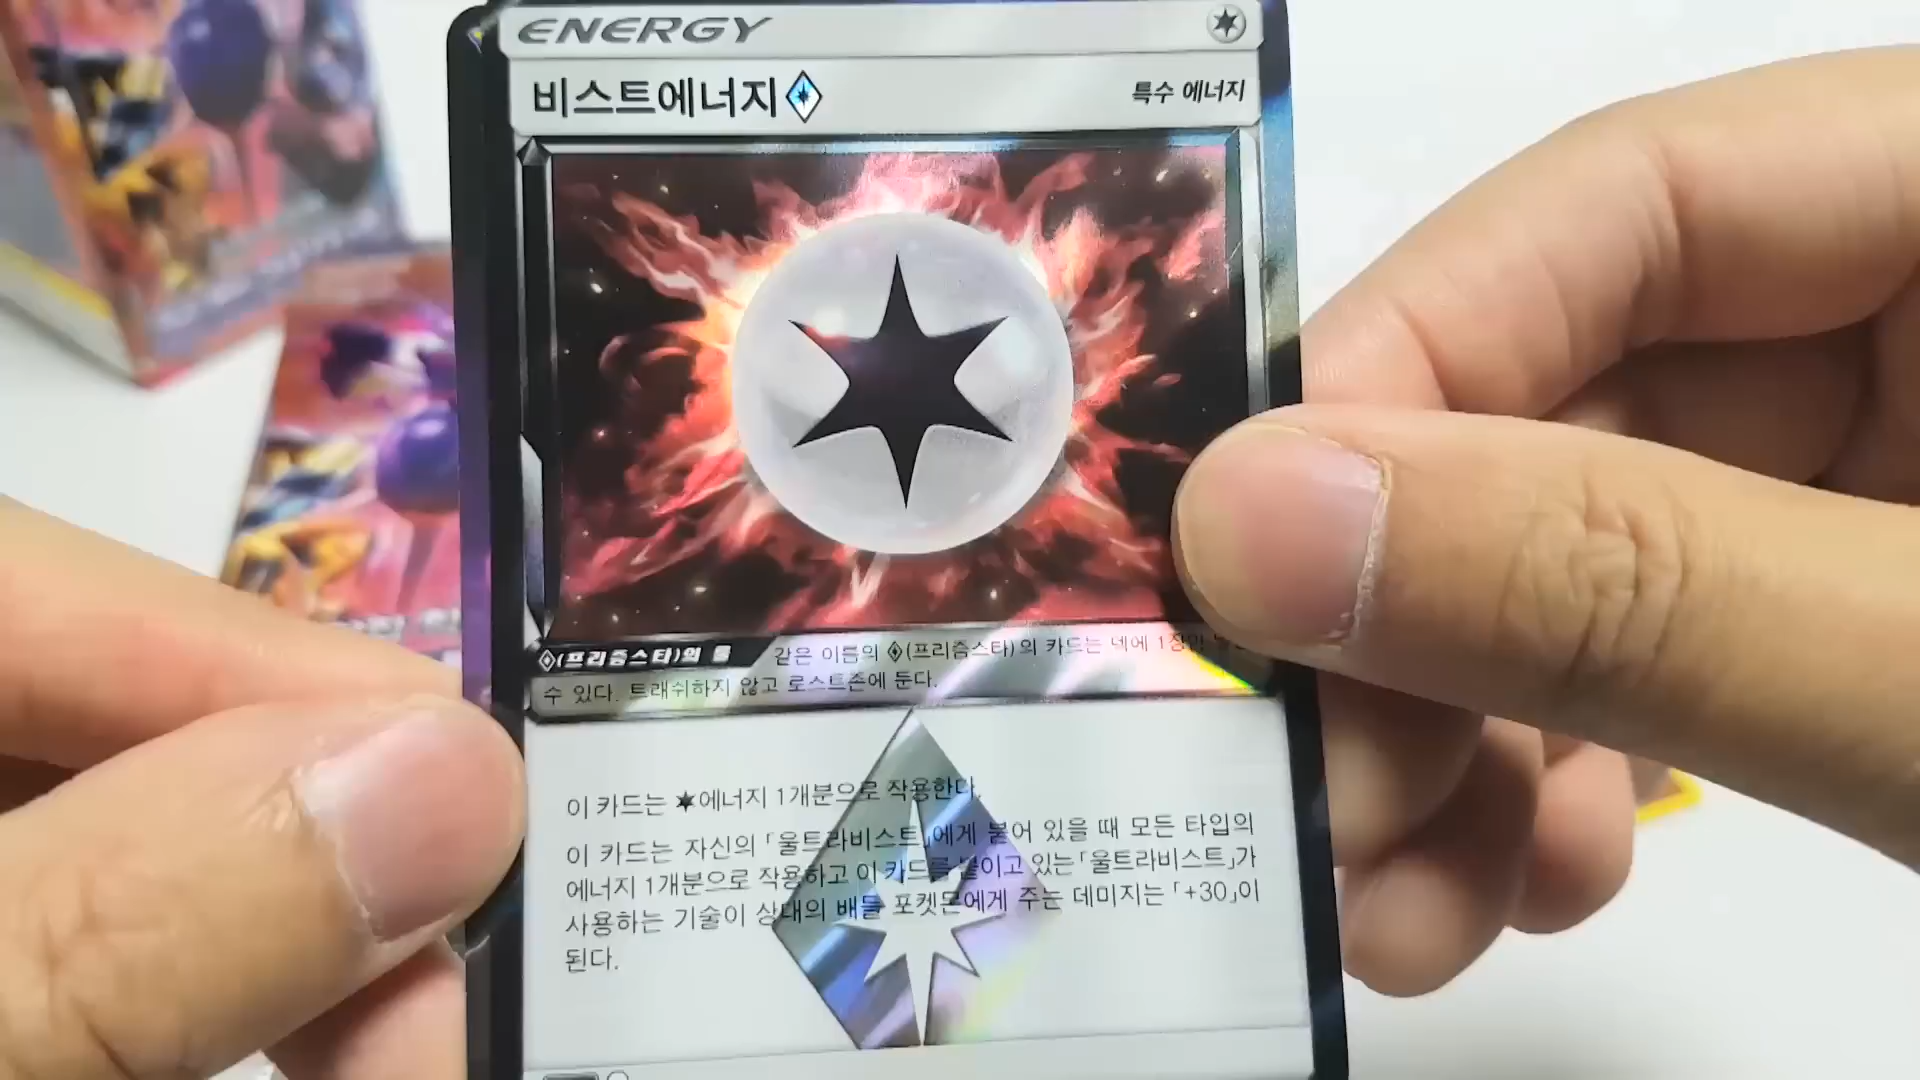 ENERGY
비스트에너지
특수 에너지
(프리즘스타)의 룰 같은 이름의 (프리즘스타)의 카드는 덱에 1장만
수 있다. 트래쉬하지 않고 로스트존에 둔다.
이 카드는 에너지 1개분으로 작용한다.
이 카드는 자신의 「울트라비스트」에게 붙어 있을 때 모든 타입의
에너지 1개분으로 작용하고 이 카드를 붙이고 있는 「울트라비스트」가
사용하는 기술이 상대의 배틀 포켓몬에게 주는 데미지는 「+30」이
된다.